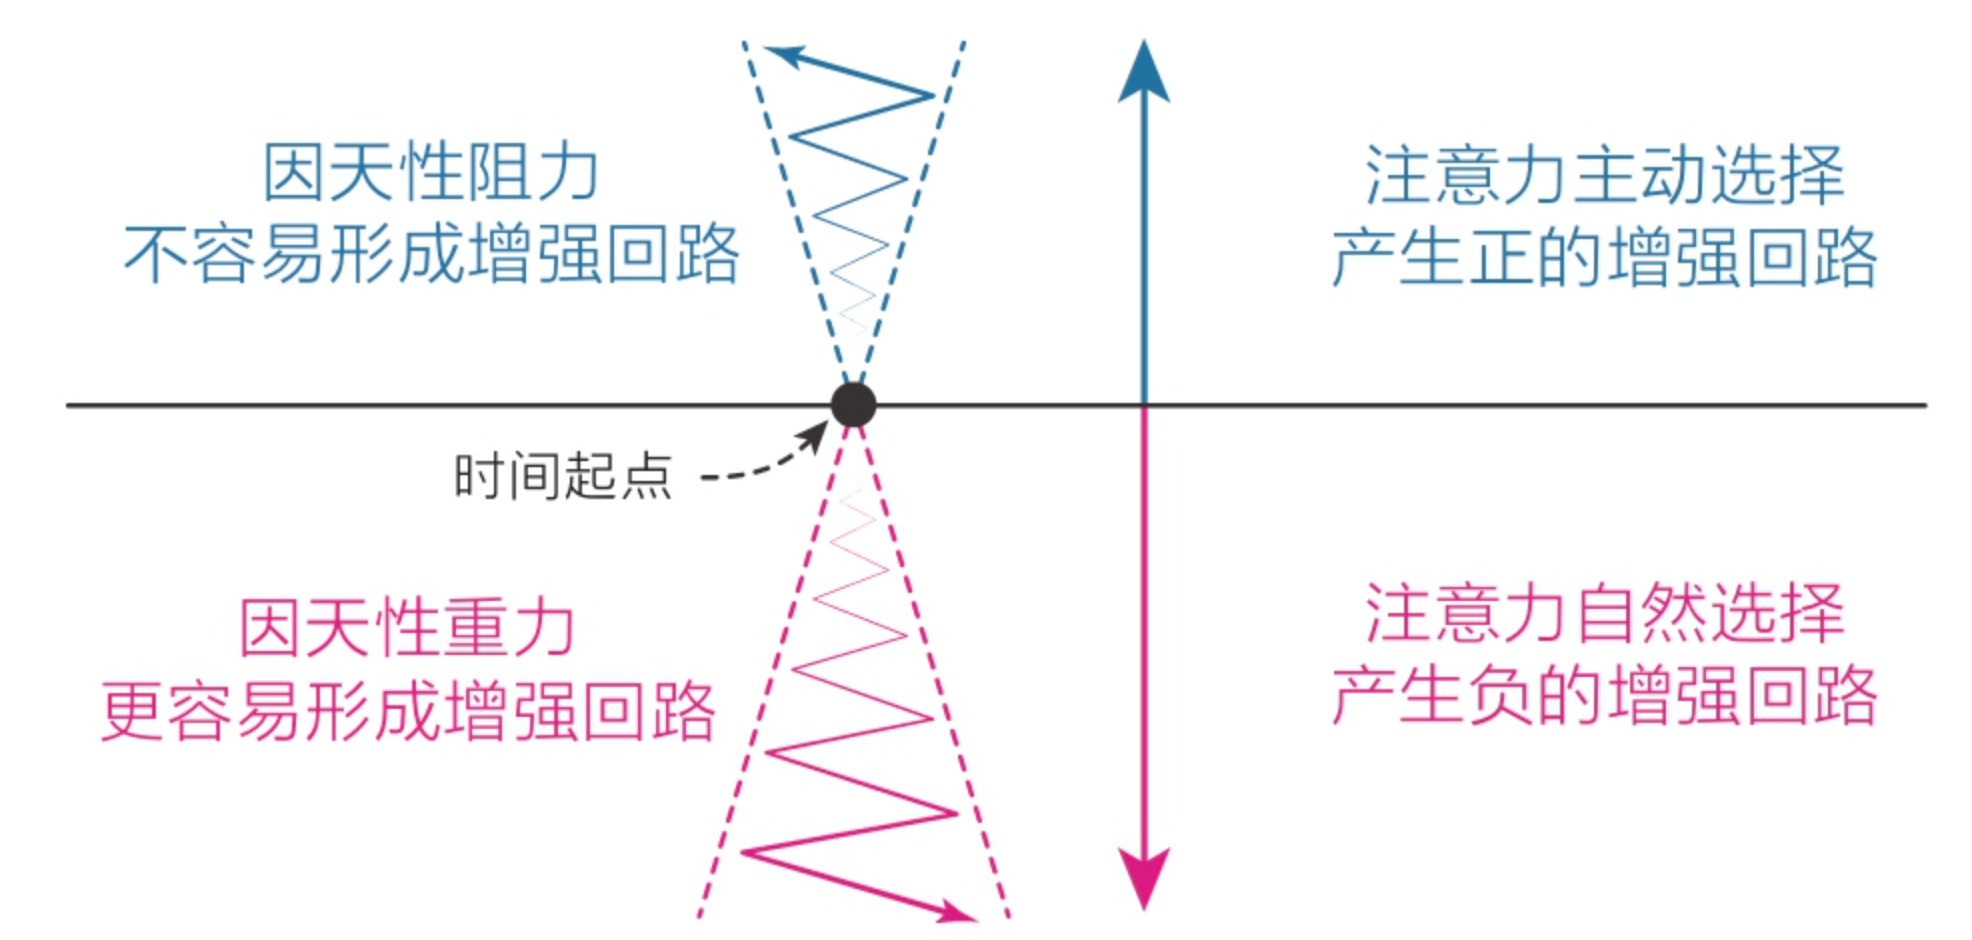 因天性阻力
不容易形成增强回路
注意力主动选择
产生正的增强回路
时间起点
因天性重力
更容易形成增强回路
注意力自然选择
产生负的增强回路